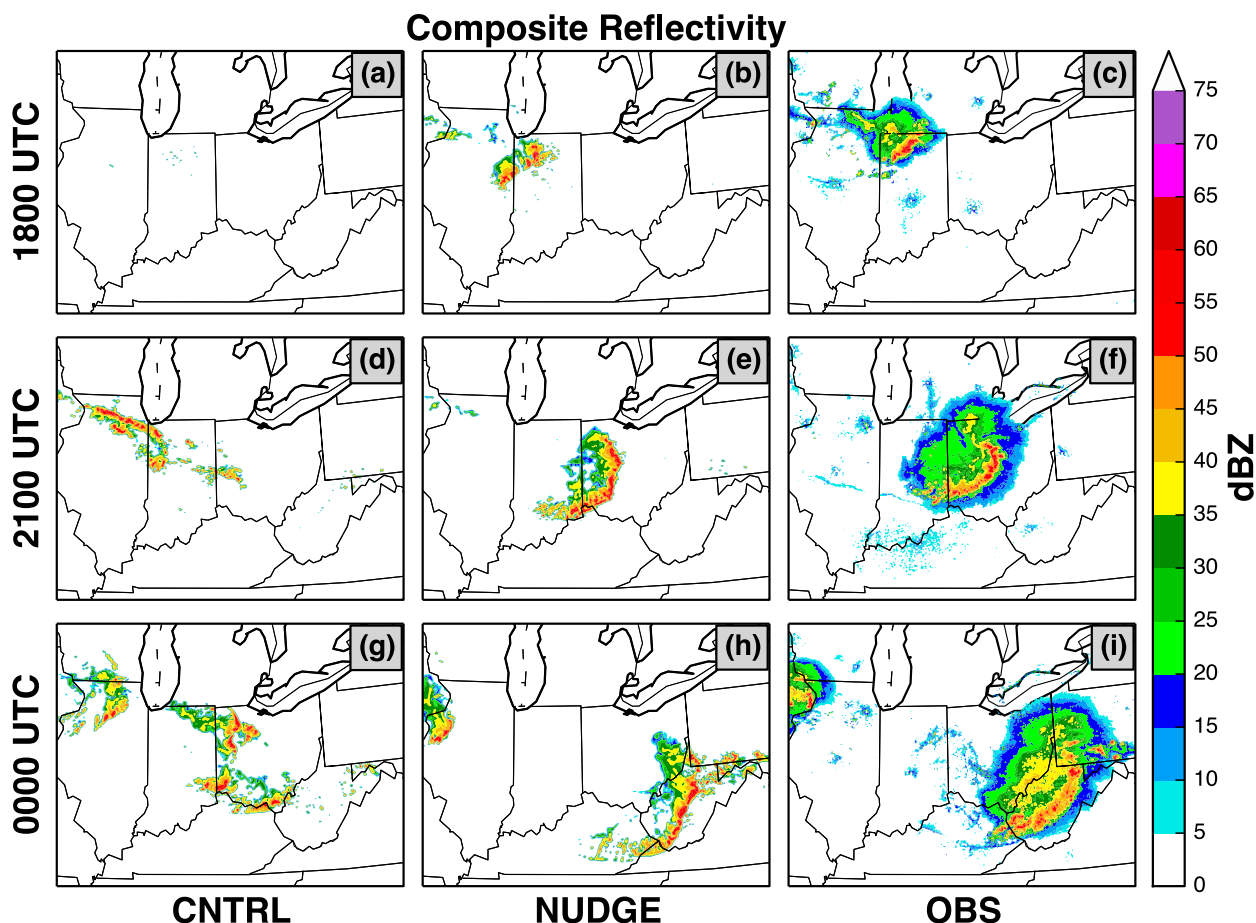 Composite Reflectivity
1800 UTC
(a)
(b)
(c)
2100 UTC
(d)
(e)
(f)
0000 UTC
(g)
(h)
(i)
CNTRL
NUDGE
OBS
75
70
65
60
55
50
45
40
35
30
25
20
15
10
5
0
dBZ